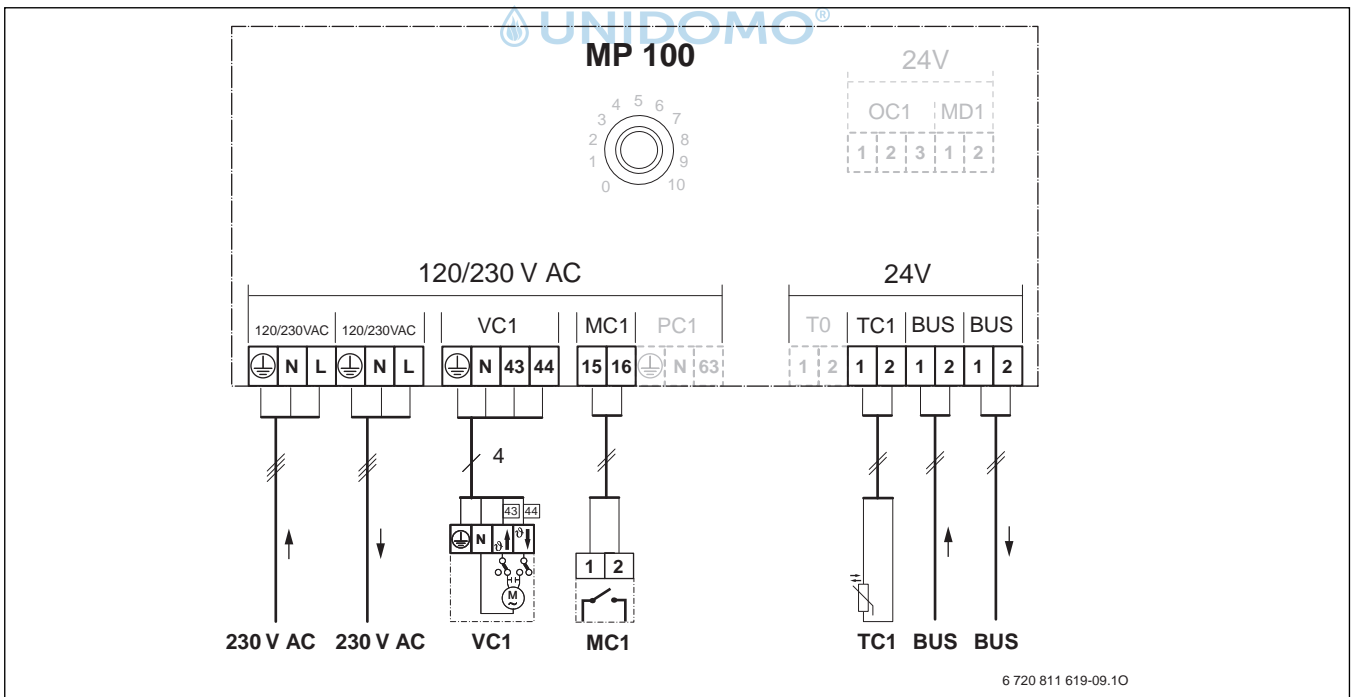 UNIDOMO®
MP 100
24V
OC1 MD1
1 2 3 1 2
0 1 2 3 4 5 6 7 8 9 10
120/230 V AC
24V
120/230VAC 120/230VAC VC1 MC1 PC1 T0 TC1 BUS BUS
N L N L N 43 44 15 16 N 63 1 2 1 2 1 2 1 2
4
43 44
N ϑ ϑ
M
~
1 2
230 V AC 230 V AC VC1 MC1 TC1 BUS BUS
6 720 811 619-09.1O